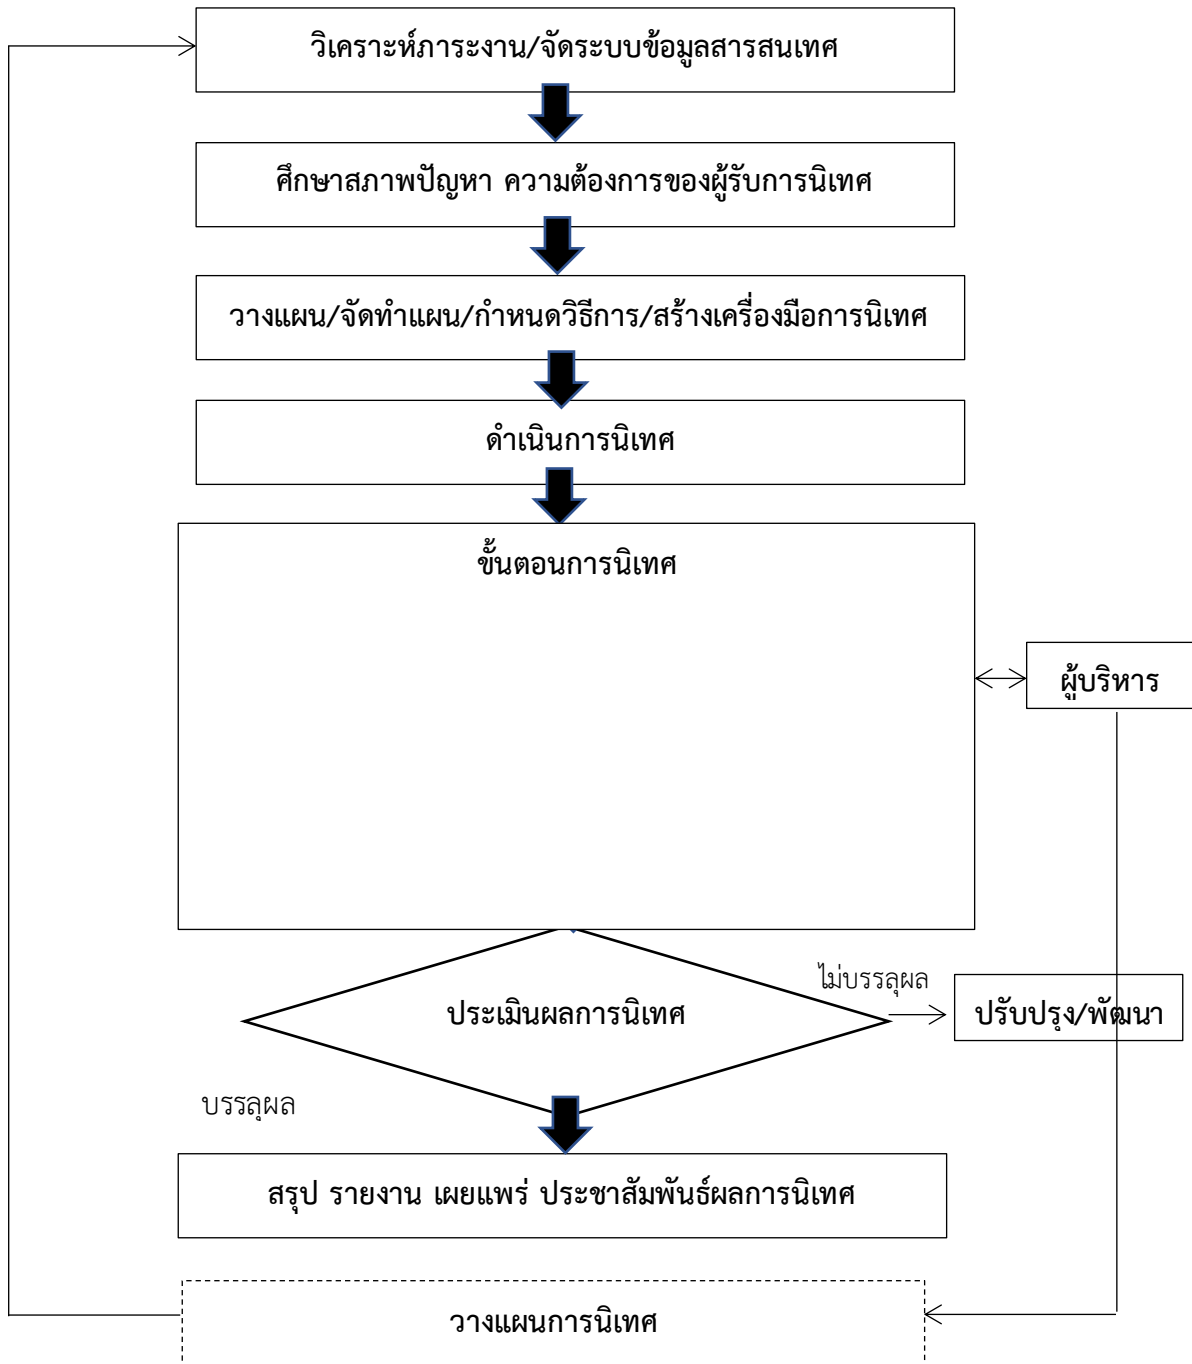 วิเคราะห์ภาระงาน/จัดระบบข้อมูลสารสนเทศ
ศึกษาสภาพปัญหา ความต้องการของผู้รับการนิเทศ
วางแผน/จัดทำแผน/กำหนดวิธีการ/สร้างเครื่องมือการนิเทศ
ดำเนินการนิเทศ
ขั้นตอนการนิเทศ
ผู้บริหาร
ไม่บรรลุผล
ประเมินผลการนิเทศ
ปรับปรุง/พัฒนา
บรรลุผล
สรุป รายงาน เผยแพร่ ประชาสัมพันธ์ผลการนิเทศ
วางแผนการนิเทศ